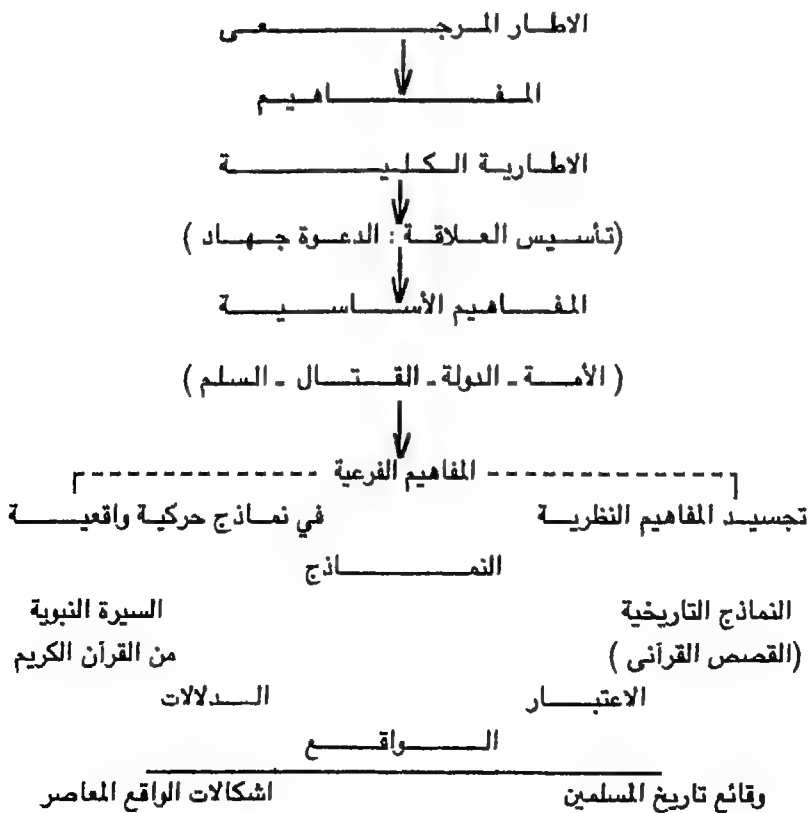 الاطار المرجعى
المفاهيم
الاطارية الكلية
(تأسيس العلاقة : الدعوة جهاد )
المفاهيم الأساسية
( الأمة - الدولة - القتال - السلم )
المفاهيم الفرعية
تجسيد المفاهيم النظرية في نماذج حركية واقعية
النماذج
النماذج التاريخية السيرة النبوية
(القصص القرآنى ) من القرآن الكريم
الاعتبار الدلالات
الواقع
وقائع تاريخ المسلمين اشكالات الواقع المعاصر